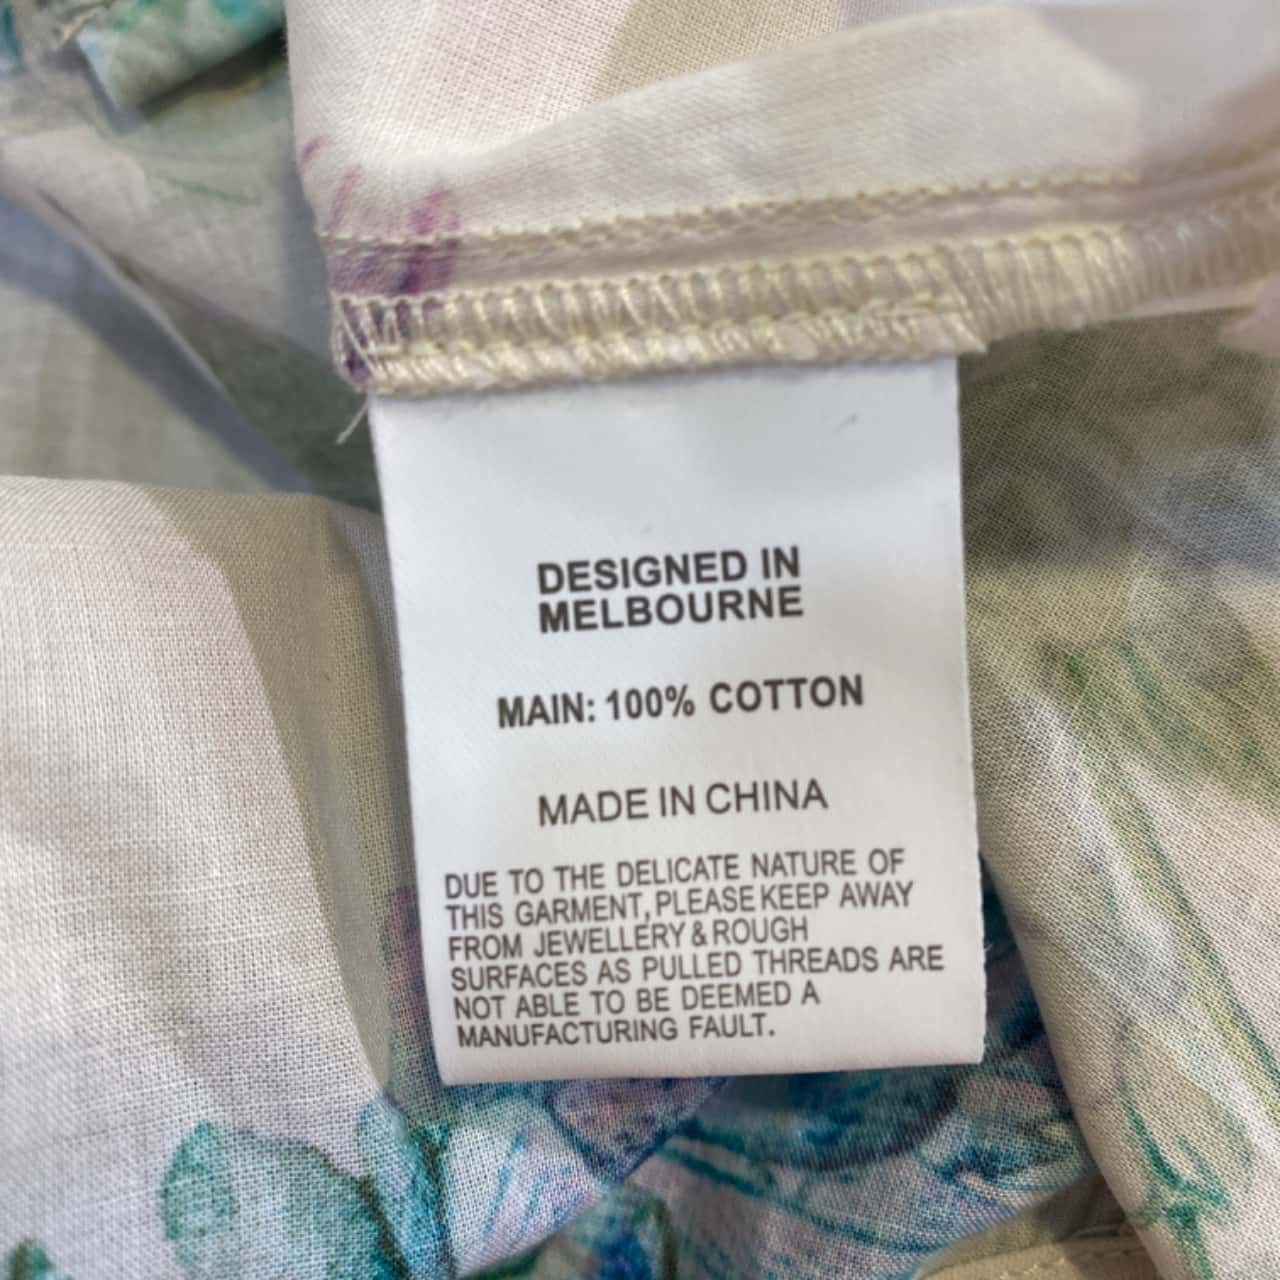 DESIGNED IN
MELBOURNE
MAIN: 100% COTTON
MADE IN CHINA
DUE TO THE DELICATE NATURE OF
THIS GARMENT, PLEASE KEEP AWAY
FROM JEWELLERY & ROUGH
SURFACES AS PULLED THREADS ARE
NOT ABLE TO BE DEEMED A
MANUFACTURING FAULT.